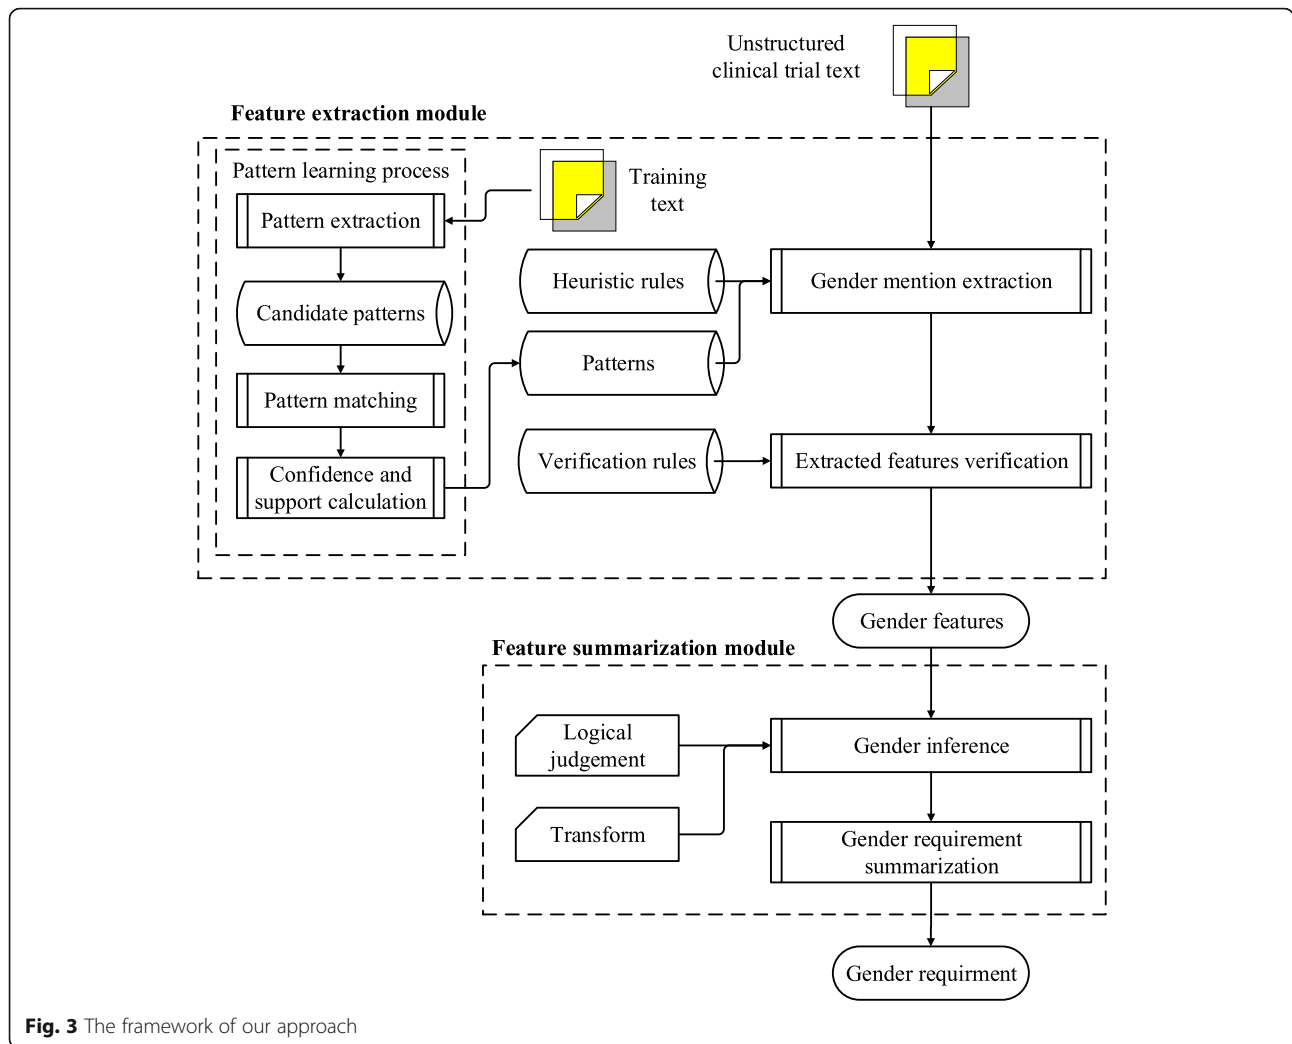 Unstructured
clinical trial text
Feature extraction module
Pattern learning process
Pattern extraction
Candidate patterns
Pattern matching
Confidence and
support calculation
Training
text
Heuristic rules
Patterns
Verification rules
Gender mention extraction
Extracted features verification
Gender features
Feature summarization module
Logical
judgement
Transform
Gender inference
Gender requirement
summarization
Gender requirment
Fig. 3 The framework of our approach